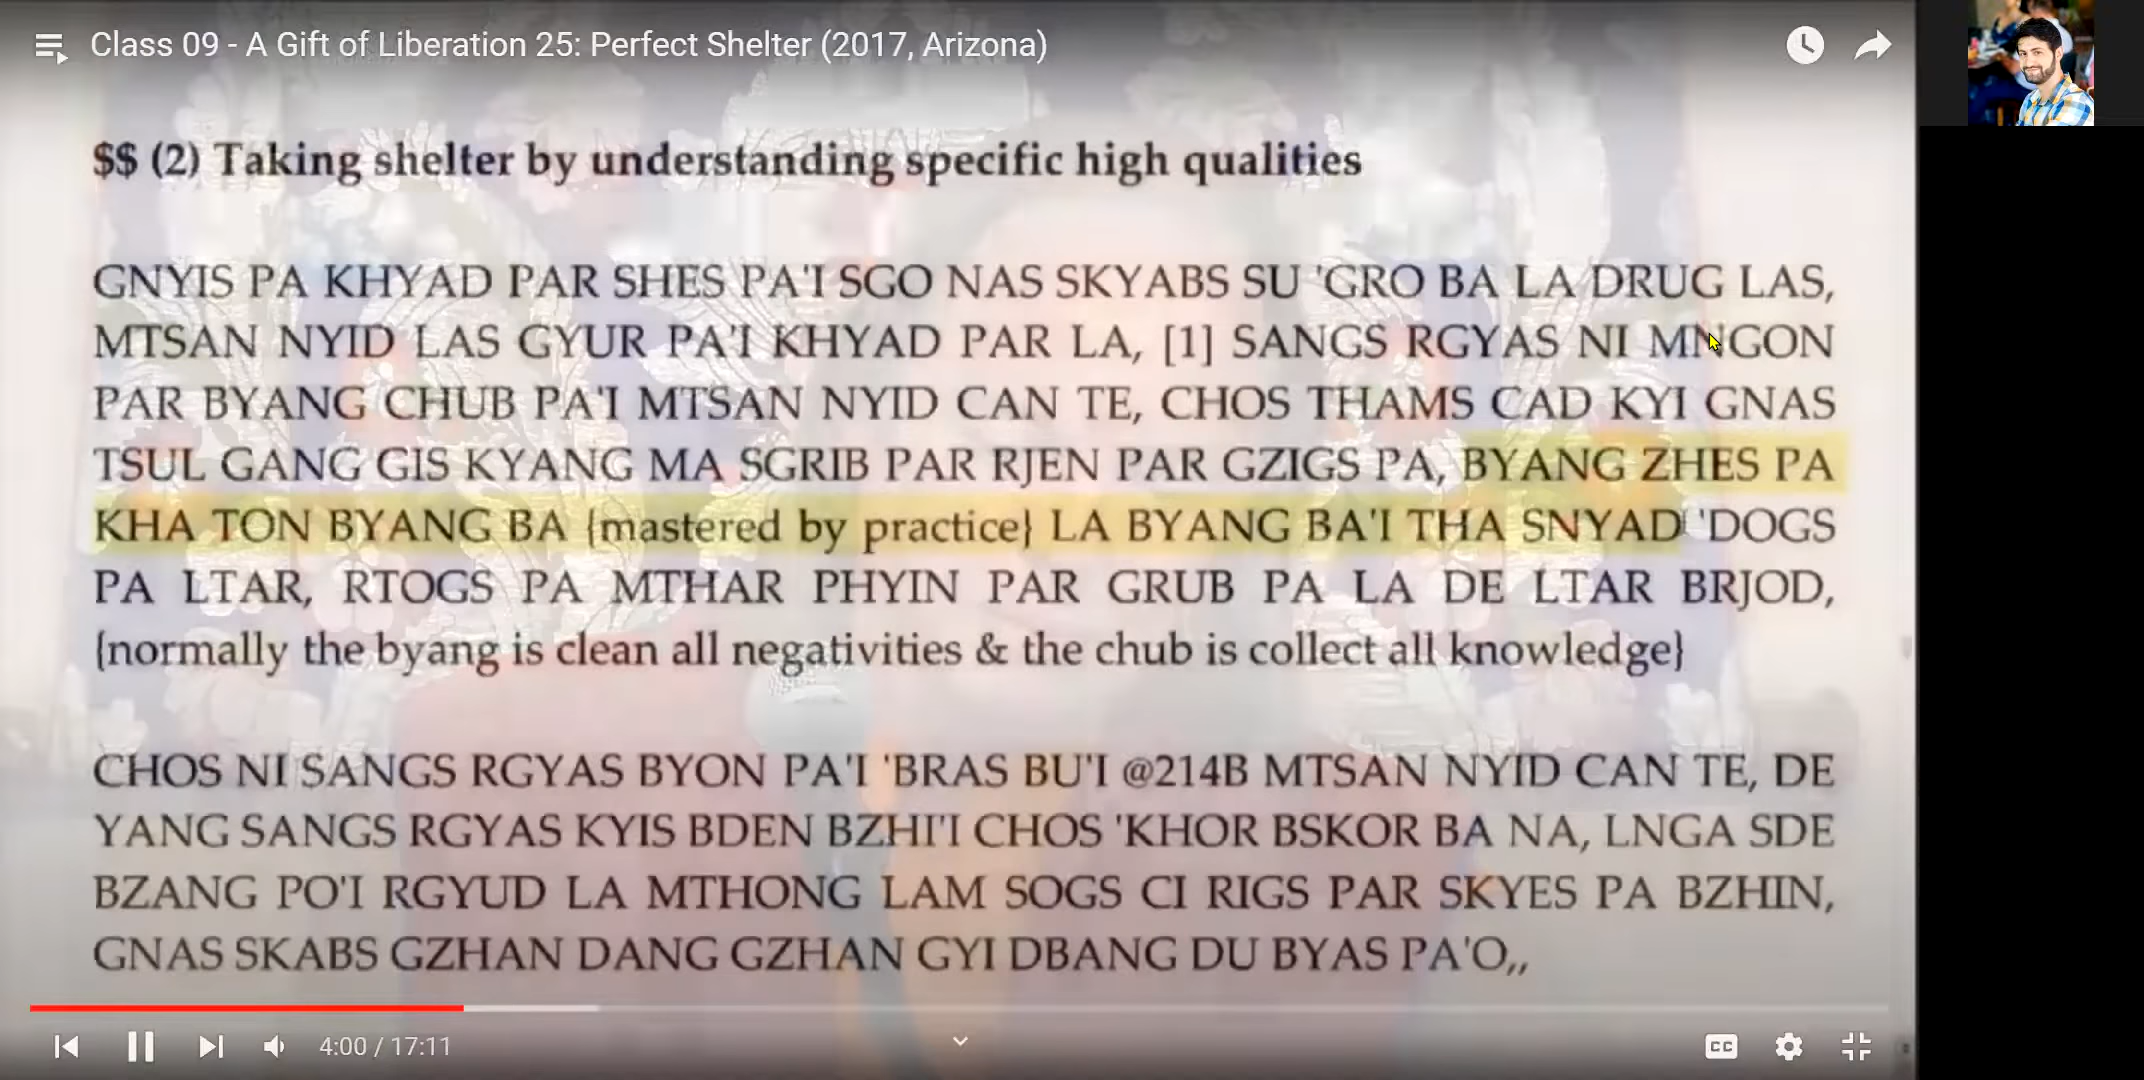 Class 09 - A Gift of Liberation 25: Perfect Shelter (2017, Arizona)
$$ (2) Taking shelter by understanding specific high qualities
GNYIS PA KHYAD PAR SHES PA'I SGO NAS SKYABS SU 'GRO BA LA DRUG LAS,
MTSAN NYID LAS GYUR PA'I KHYAD PAR LA, [1] SANGS RGYAS NI MNGON
PAR BYANG CHUB PA'I MTSAN NYID CAN TE, CHOS THAMS CAD KYI GNAS
TSUL GANG GIS KYANG MA SGRIB PAR RJEN PAR GZIGS PA, BYANG ZHES PA
KHA TON BYANG BA {mastered by practice} LA BYANG BA'I THA SNYAD 'DOGS
PA LTAR, RTOGS PA MTHAR PHYIN PAR GRUB PA LA DE LTAR BRJOD,
{normally the byang is clean all negativities & the chub is collect all knowledge}
CHOS NI SANGS RGYAS BYON PA'I 'BRAS BU'I @214B MTSAN NYID CAN TE, DE
YANG SANGS RGYAS KYIS BDEN BZHI'I CHOS 'KHOR BSKOR BA NA, LNGA SDE
BZANG PO'I RGYUD LA MTHONG LAM SOGS CI RIGS PAR SKYES PA BZHIN,
GNAS SKABS GZHAN DANG GZHAN GYI DBANG DU BYAS PA'O,,
4:00 / 17:11
CC